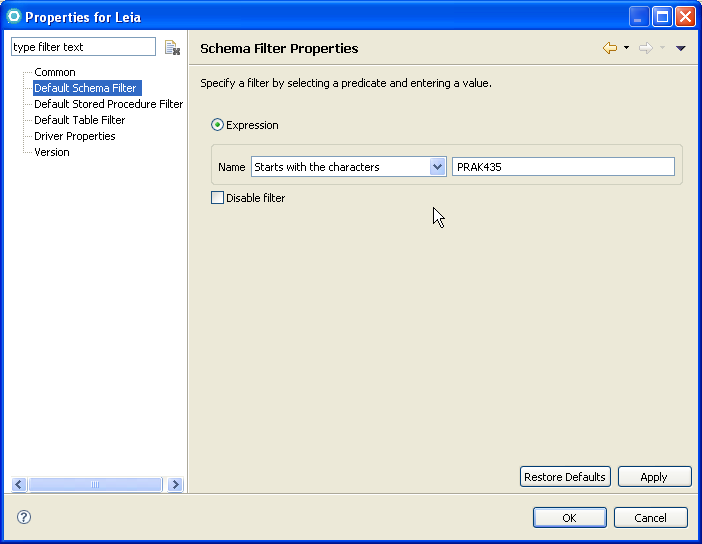 Properties for Leia
type filter text
Common
Default Schema Filter
Default Stored Procedure Filter
Default Table Filter
Driver Properties
Version
Schema Filter Properties
Specify a filter by selecting a predicate and entering a value.
Expression
Name Starts with the characters PRAK435
Disable filter
Restore Defaults Apply
? OK Cancel